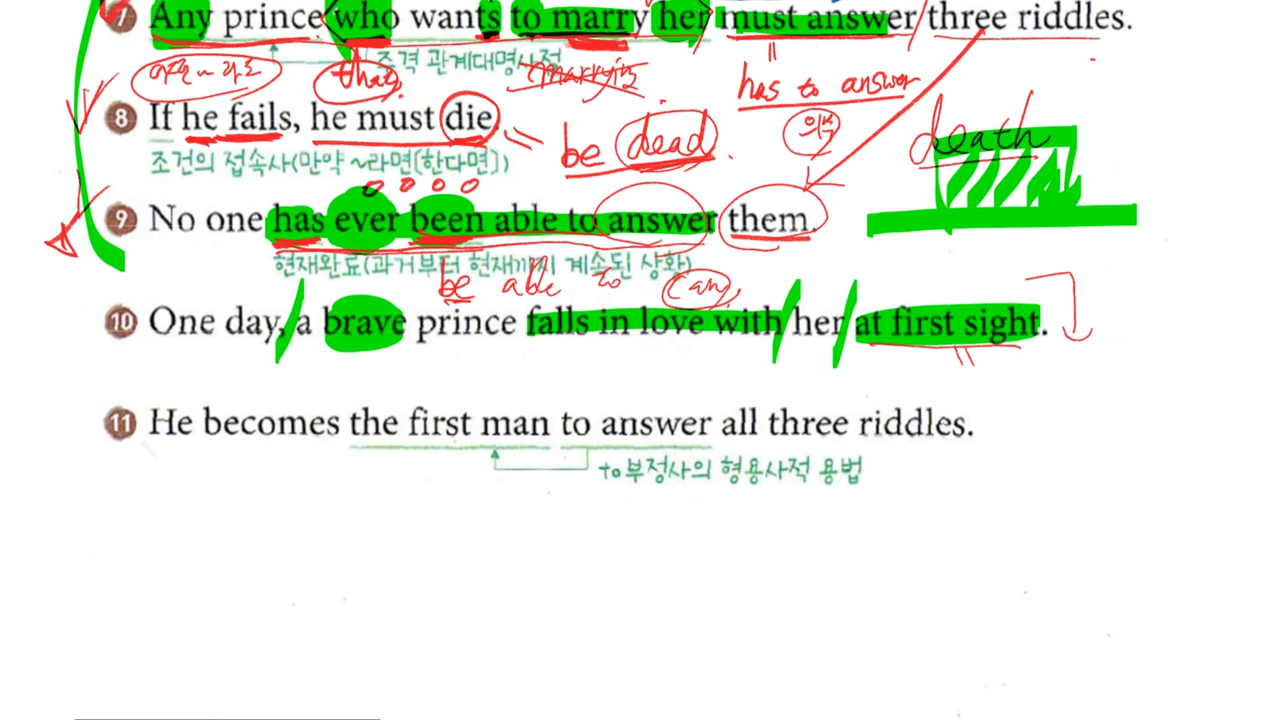 7 Any prince who wants to marry her must answer / three riddles.
주격 관계대명사절
어떤 ~ 라도 that marrying has to answer
8 If he fails, he must die. be dead. 의무 death
조건의 접속사(만약 ~라면[한다면])
9 No one has ever been able to answer them.
현재완료(과거부터 현재까지 계속된 상황)
be able to can
10 One day, / a brave prince falls in love with / her / at first sight.
11 He becomes the first man to answer all three riddles.
to부정사의 형용사적 용법